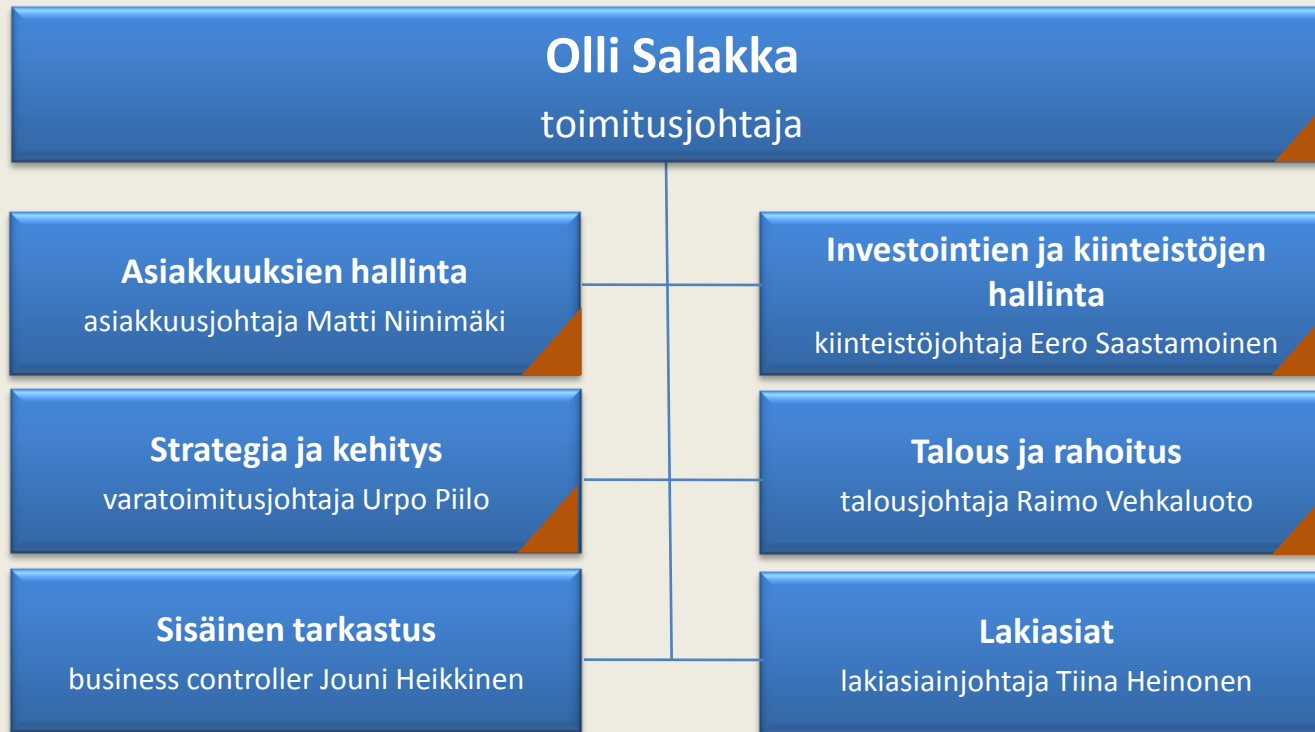 Olli Salakka
toimitusjohtaja
Asiakkuuksien hallinta
asiakkuusjohtaja Matti Niinimäki
Investointien ja kiinteistöjen
hallinta
kiinteistöjohtaja Eero Saastamoinen
Strategia ja kehitys
varatoimitusjohtaja Urpo Piilo
Talous ja rahoitus
talousjohtaja Raimo Vehkaluoto
Sisäinen tarkastus
business controller Jouni Heikkinen
Lakiasiat
lakiasiainjohtaja Tiina Heinonen